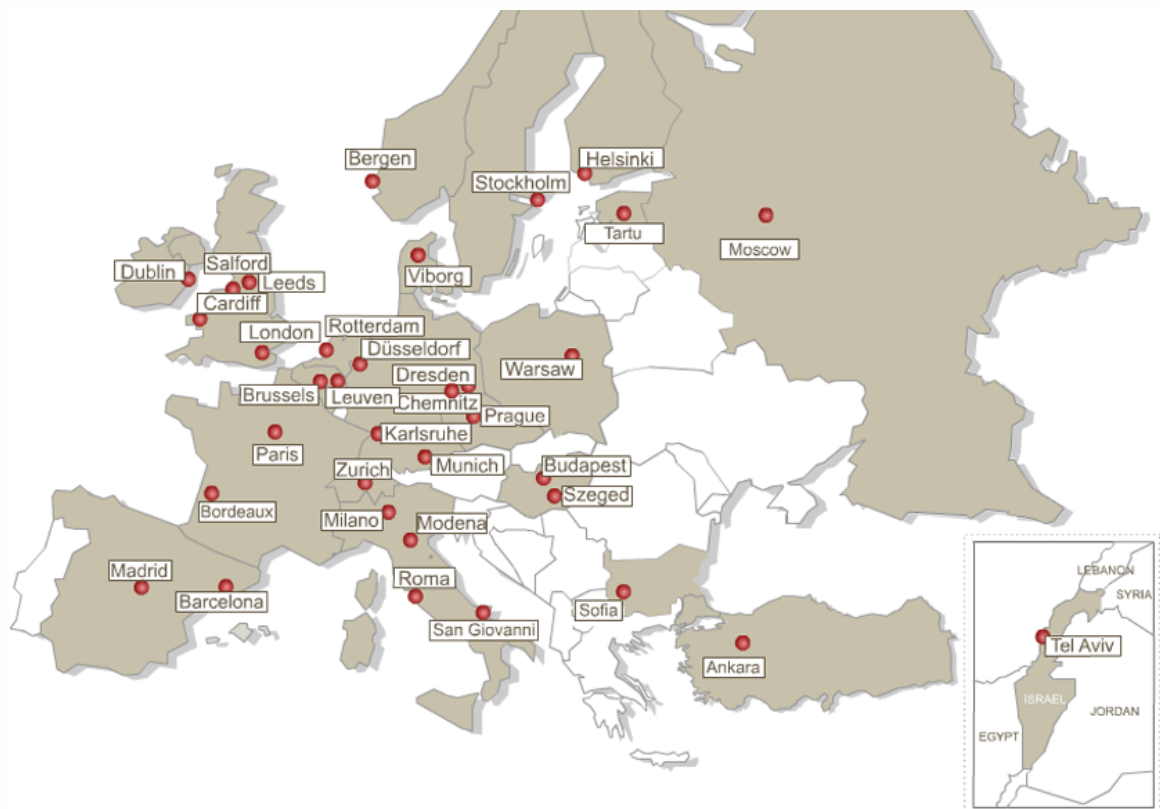 Bergen
Helsinki
Stockholm
Tartu
Moscow
Salford
Dublin
Viborg
Leeds
Cardiff
London
Rotterdam
Düsseldorf
Warsaw
Dresden
Brussels
Leuven
Chemnitz
Prague
Karlsruhe
Paris
Munich
Budapest
Zurich
Szeged
Bordeaux
Milano
Modena
Madrid
Roma
Barcelona
Sofia
San Giovanni
Ankara
LEBANON
SYRIA
Tel Aviv
ISRAEL
JORDAN
EGYPT